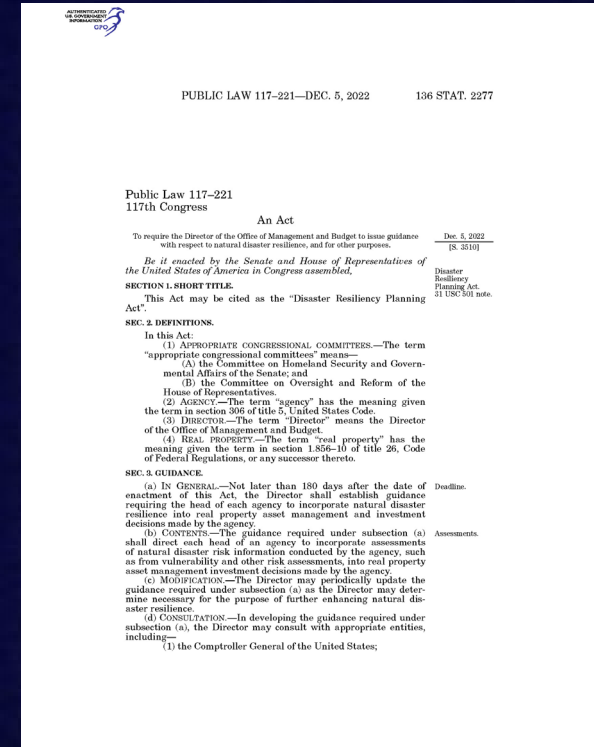 AUTHENTICATED
U.S. GOVERNMENT
INFORMATION
GPO
PUBLIC LAW 117–221—DEC. 5, 2022
136 STAT. 2277
Public Law 117–221
117th Congress
An Act
To require the Director of the Office of Management and Budget to issue guidance
with respect to natural disaster resilience, and for other purposes.
Dec. 5, 2022
[S. 3510]
Be it enacted by the Senate and House of Representatives of
the United States of America in Congress assembled,
Disaster
Resiliency
Planning Act.
31 USC 501 note.
SECTION 1. SHORT TITLE.
This Act may be cited as the “Disaster Resiliency Planning
Act”.
SEC. 2. DEFINITIONS.
In this Act:
(1) APPROPRIATE CONGRESSIONAL COMMITTEES.—The term
“appropriate congressional committees” means—
(A) the Committee on Homeland Security and Govern-
mental Affairs of the Senate; and
(B) the Committee on Oversight and Reform of the
House of Representatives.
(2) AGENCY.—The term “agency” has the meaning given
the term in section 306 of title 5, United States Code.
(3) DIRECTOR.—The term “Director” means the Director
of the Office of Management and Budget.
(4) REAL PROPERTY.—The term “real property” has the
meaning given the term in section 1.856–10 of title 26, Code
of Federal Regulations, or any successor thereto.
SEC. 3. GUIDANCE.
(a) IN GENERAL.—Not later than 180 days after the date of
enactment of this Act, the Director shall establish guidance
requiring the head of each agency to incorporate natural disaster
resilience into real property asset management and investment
decisions made by the agency.
Deadline.
(b) CONTENTS.—The guidance required under subsection (a)
shall direct each head of an agency to incorporate assessments
of natural disaster risk information conducted by the agency, such
as from vulnerability and other risk assessments, into real property
asset management investment decisions made by the agency.
Assessments.
(c) MODIFICATION.—The Director may periodically update the
guidance required under subsection (a) as the Director may deter-
mine necessary for the purpose of further enhancing natural dis-
aster resilience.
(d) CONSULTATION.—In developing the guidance required under
subsection (a), the Director may consult with appropriate entities,
including—
(1) the Comptroller General of the United States;